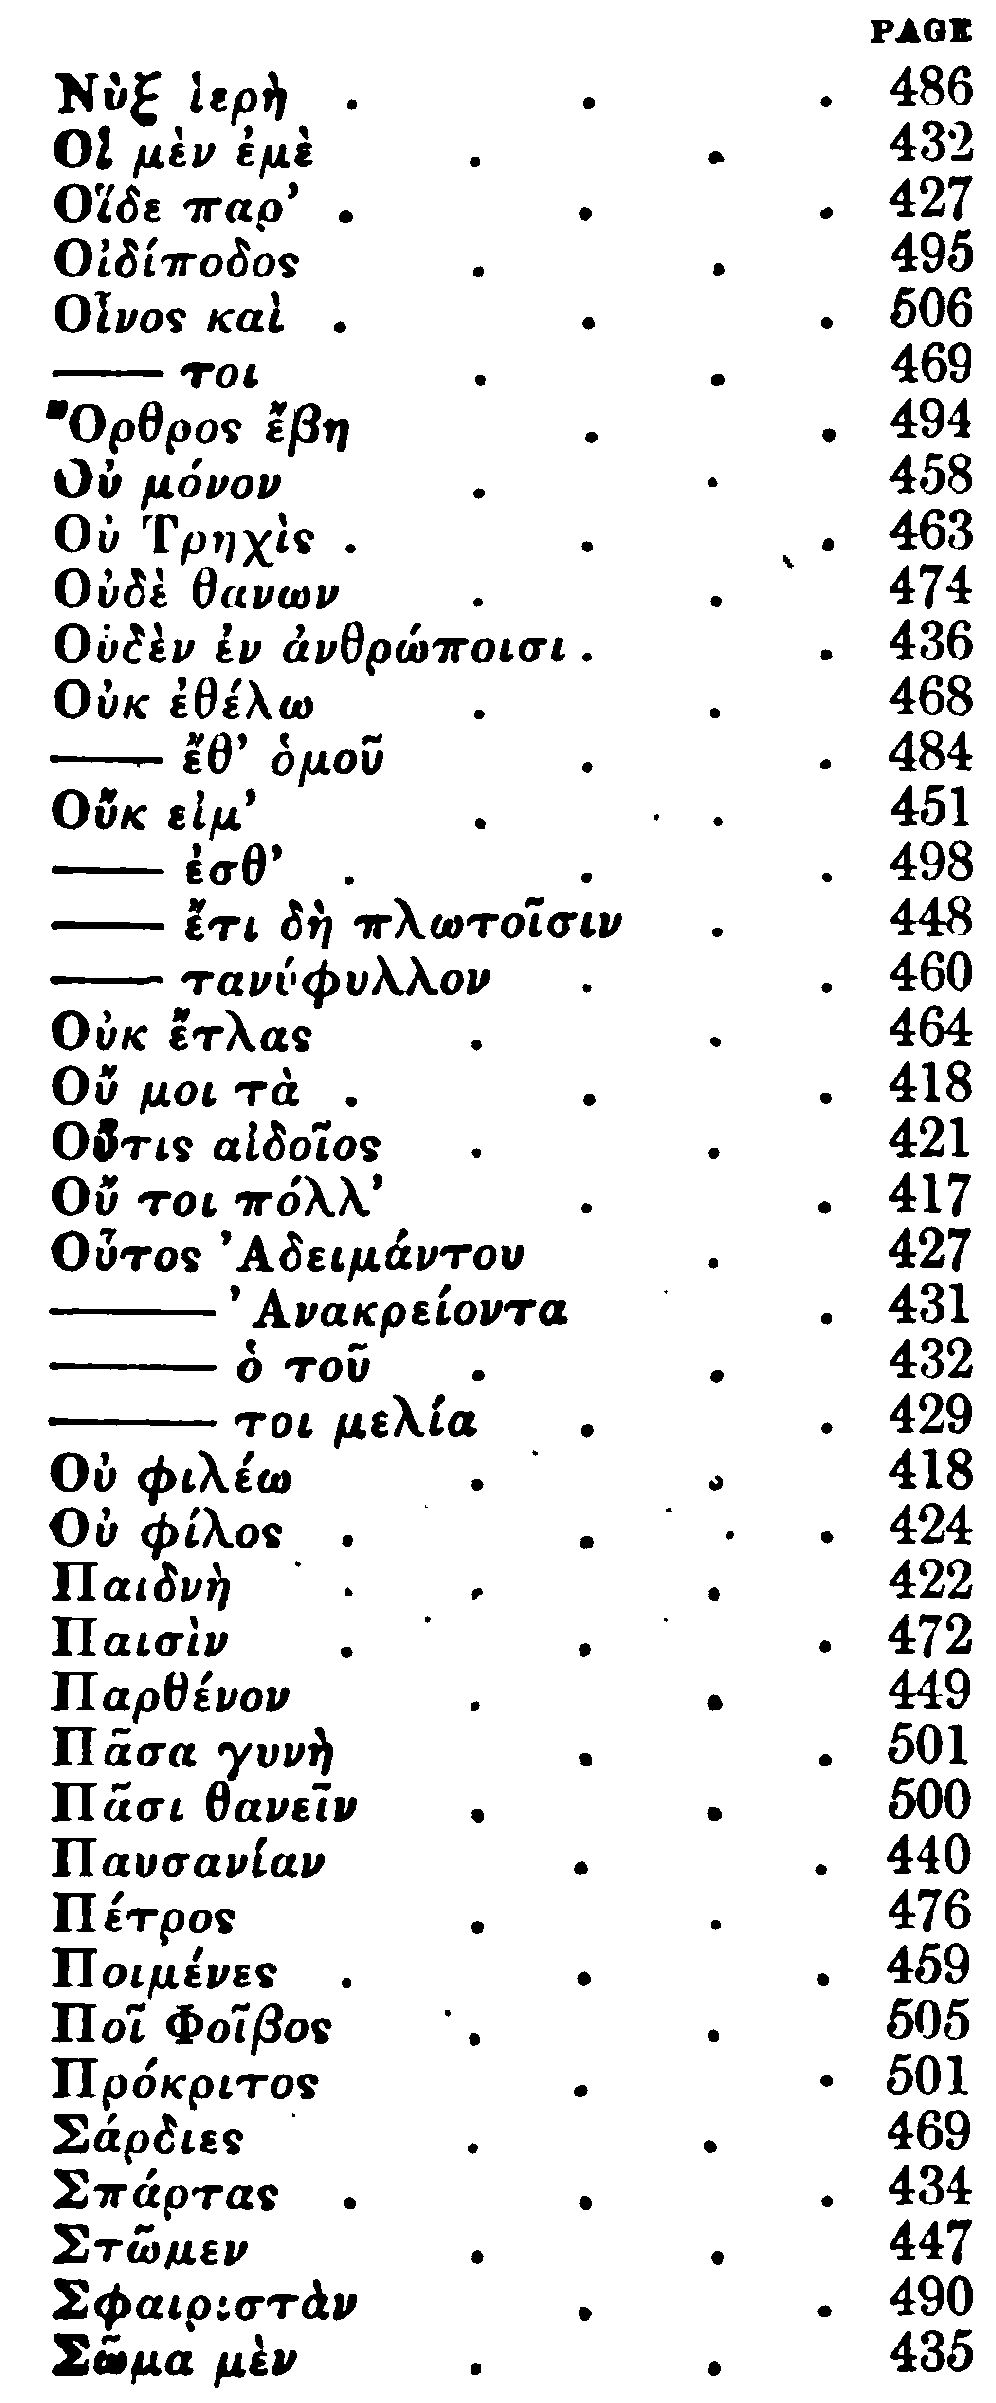 PAGE
Νὺξ ἱερὴ . . . 486
Οἱ μὲν ἐμὲ . . 432
Οἵδε παρ’ . . . 427
Οἰδίποδος . . 495
Οἶνος καὶ . . . 506
—— τοι . . 469
Ὄρθρος ἔβη . . 494
Οὐ μόνον . . 458
Οὐ Τρηχὶς . . . 463
Οὐδὲ θανων . . 474
Οὐδὲν ἐν ἀνθρώποισι . . 436
Οὐκ ἐθέλω . . 468
—— ἔθ’ ὁμοῦ . . 484
Οὔκ εἰμ’ . . 451
—— ἐσθ’ . . . 498
—— ἔτι δὴ πλωτοῖσιν . 448
—— τανύφυλλον . . 460
Οὐκ ἔτλας . . 464
Οὔ μοι τὰ . . . 418
Οὔτις αἰδοῖος . . 421
Οὔ τοι πόλλ’ . . 417
Οὗτος Ἀδειμάντου . 427
—— Ἀνακρείοντα . 431
—— ὁ τοῦ . . 432
—— τοι μελία . . 429
Οὐ φιλέω . . 418
Οὐ φίλος . . . 424
Παιδνὴ . . . 422
Παισὶν . . . 472
Παρθένον . . 449
Πᾶσα γυνὴ . . 501
Πᾶσι θανεῖν . . 500
Παυσανίαν . . 440
Πέτρος . . 476
Ποιμένες . . . 459
Ποῖ Φοῖβος . . 505
Πρόκριτος . . 501
Σάρδιες . . 469
Σπάρτας . . . 434
Στῶμεν . . 447
Σφαιριστὰν . . 490
Σῶμα μὲν . . 435